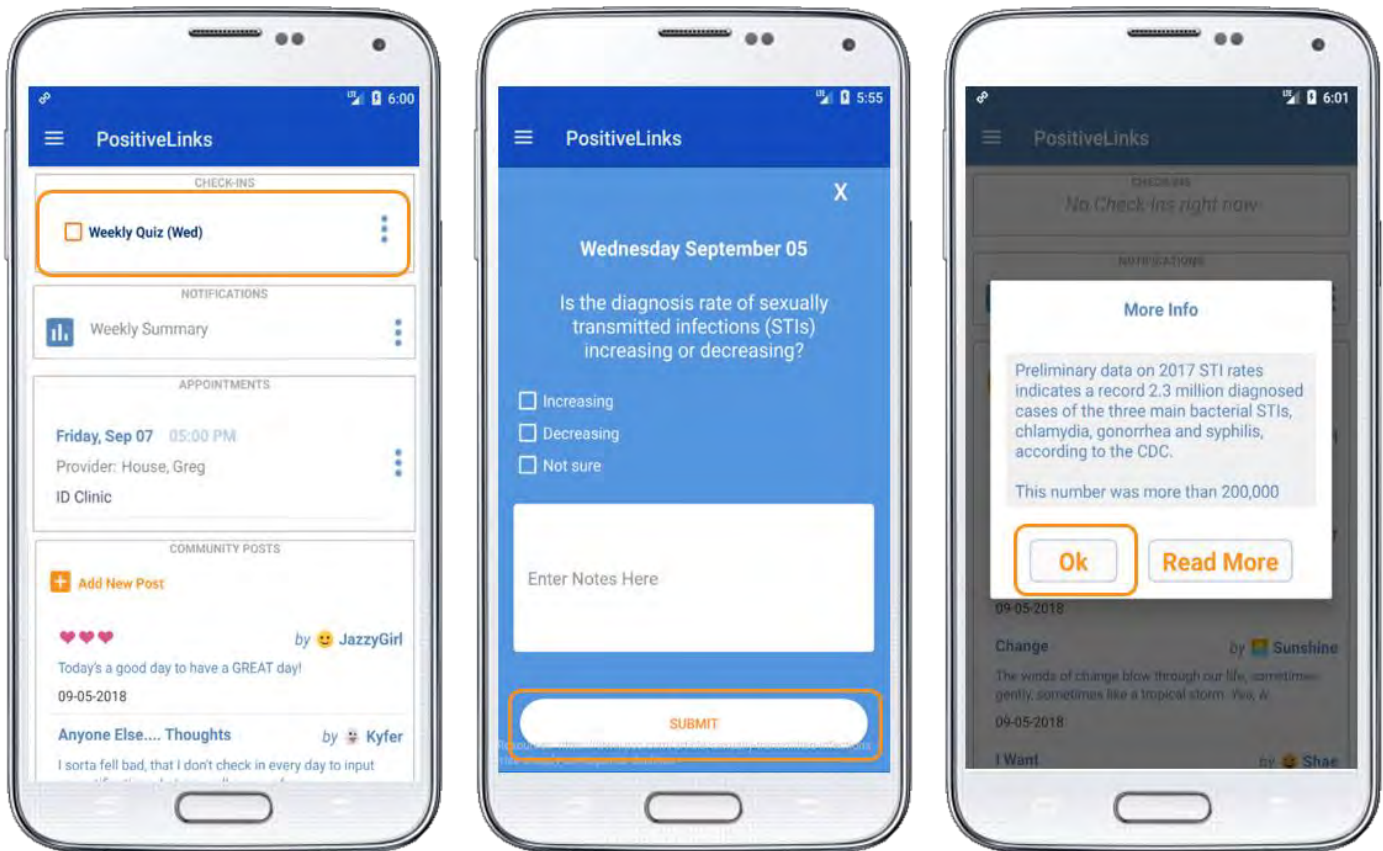 LTE 6:00
PositiveLinks
CHECK-INS
Weekly Quiz (Wed)
NOTIFICATIONS
Weekly Summary
APPOINTMENTS
Friday, Sep 07 05:00 PM
Provider: House, Greg
ID Clinic
COMMUNITY POSTS
Add New Post
by JazzyGirl
Today's a good day to have a GREAT day!
09-05-2018
Anyone Else.... Thoughts by Kyfer
I sorta fell bad, that I don't check in every day to input
LTE 5:55
PositiveLinks
X
Wednesday September 05
Is the diagnosis rate of sexually
transmitted infections (STIs)
increasing or decreasing?
Increasing
Decreasing
Not sure
Enter Notes Here
SUBMIT
LTE 6:01
PositiveLinks
CHECK-INS
No Check-Ins right now
NOTIFICATIONS
More Info
Preliminary data on 2017 STI rates
indicates a record 2.3 million diagnosed
cases of the three main bacterial STIs,
chlamydia, gonorrhea and syphilis,
according to the CDC.
This number was more than 200,000
Ok Read More
09-05-2018
Change by Sunshine
The winds of change blow through our life, sometimes
gently, sometimes like a tropical storm.
09-05-2018
I Want by Shae